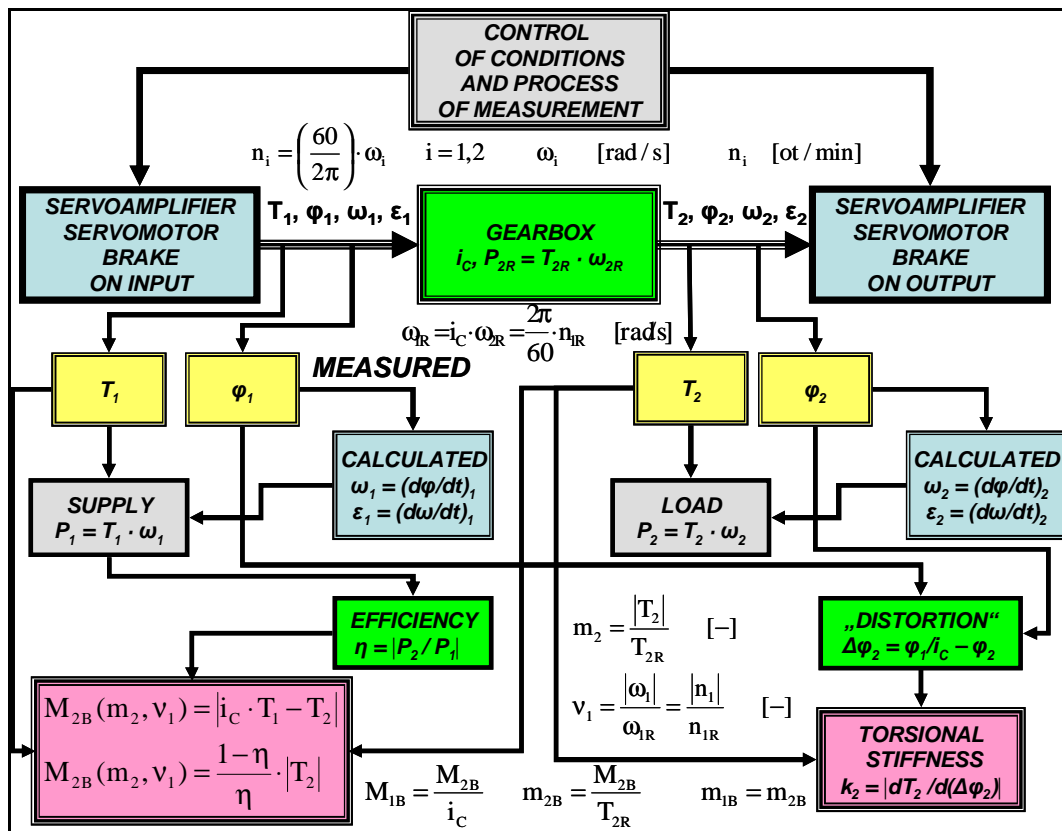 CONTROL
OF CONDITIONS
AND PROCESS
OF MEASUREMENT
n_i = (60/2π) · ω_i i = 1,2 ω_i [rad / s] n_i [ot / min]
SERVOAMPLIFIER
SERVOMOTOR
BRAKE
ON INPUT
T₁, φ₁, ω₁, ε₁
GEARBOX
i_C, P_2R = T_2R · ω_2R
T₂, φ₂, ω₂, ε₂
SERVOAMPLIFIER
SERVOMOTOR
BRAKE
ON OUTPUT
ω_1R = i_C · ω_2R = 2π/60 · n_1R [rad/s]
MEASURED
T₁
φ₁
T₂
φ₂
CALCULATED
ω₁ = (dφ/dt)₁
ε₁ = (dω/dt)₁
CALCULATED
ω₂ = (dφ/dt)₂
ε₂ = (dω/dt)₂
SUPPLY
P₁ = T₁ · ω₁
LOAD
P₂ = T₂ · ω₂
EFFICIENCY
η = |P₂ / P₁|
m₂ = |T₂|/T_2R [–]
„DISTORTION“
Δφ₂ = φ₁/i_C – φ₂
ν₁ = |ω₁|/ω_1R = |n₁|/n_1R [–]
M_2B (m₂, ν₁) = |i_C · T₁ − T₂|
M_2B (m₂, ν₁) = (1−η)/η · |T₂|
TORSIONAL
STIFFNESS
k₂ = |dT₂ /d(Δφ₂)|
M_1B = M_2B/i_C m_2B = M_2B/T_2R m_1B = m_2B